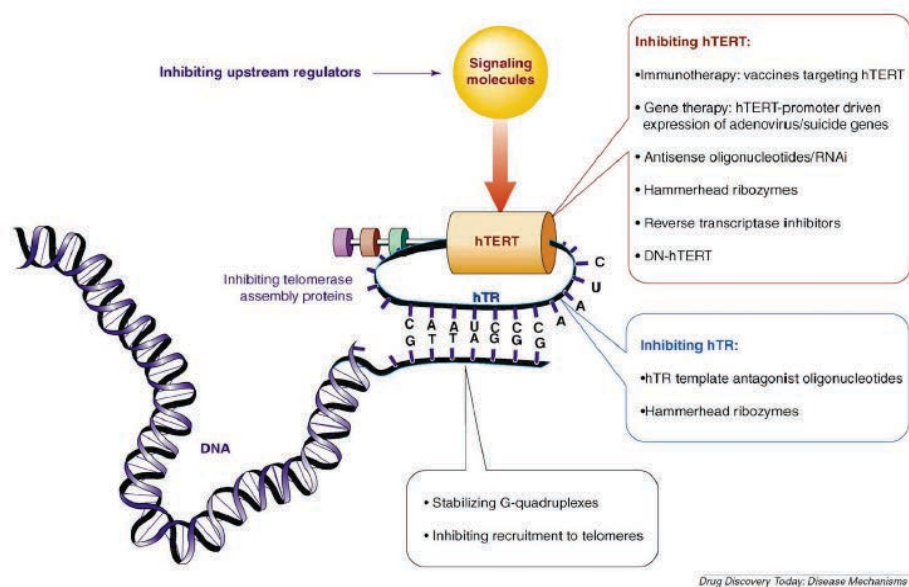 Inhibiting upstream regulators
Signaling
molecules
Inhibiting hTERT:
•Immunotherapy: vaccines targeting hTERT
• Gene therapy: hTERT-promoter driven
expression of adenovirus/suicide genes
• Antisense oligonucleotides/RNAi
• Hammerhead ribozymes
• Reverse transcriptase inhibitors
• DN-hTERT
hTERT
Inhibiting telomerase
assembly proteins
hTR
C
U
A
A
C A A U C C C
G T T A G G G
Inhibiting hTR:
•hTR template antagonist oligonucleotides
•Hammerhead ribozymes
DNA
• Stabilizing G-quadruplexes
• Inhibiting recruitment to telomeres
Drug Discovery Today: Disease Mechanisms